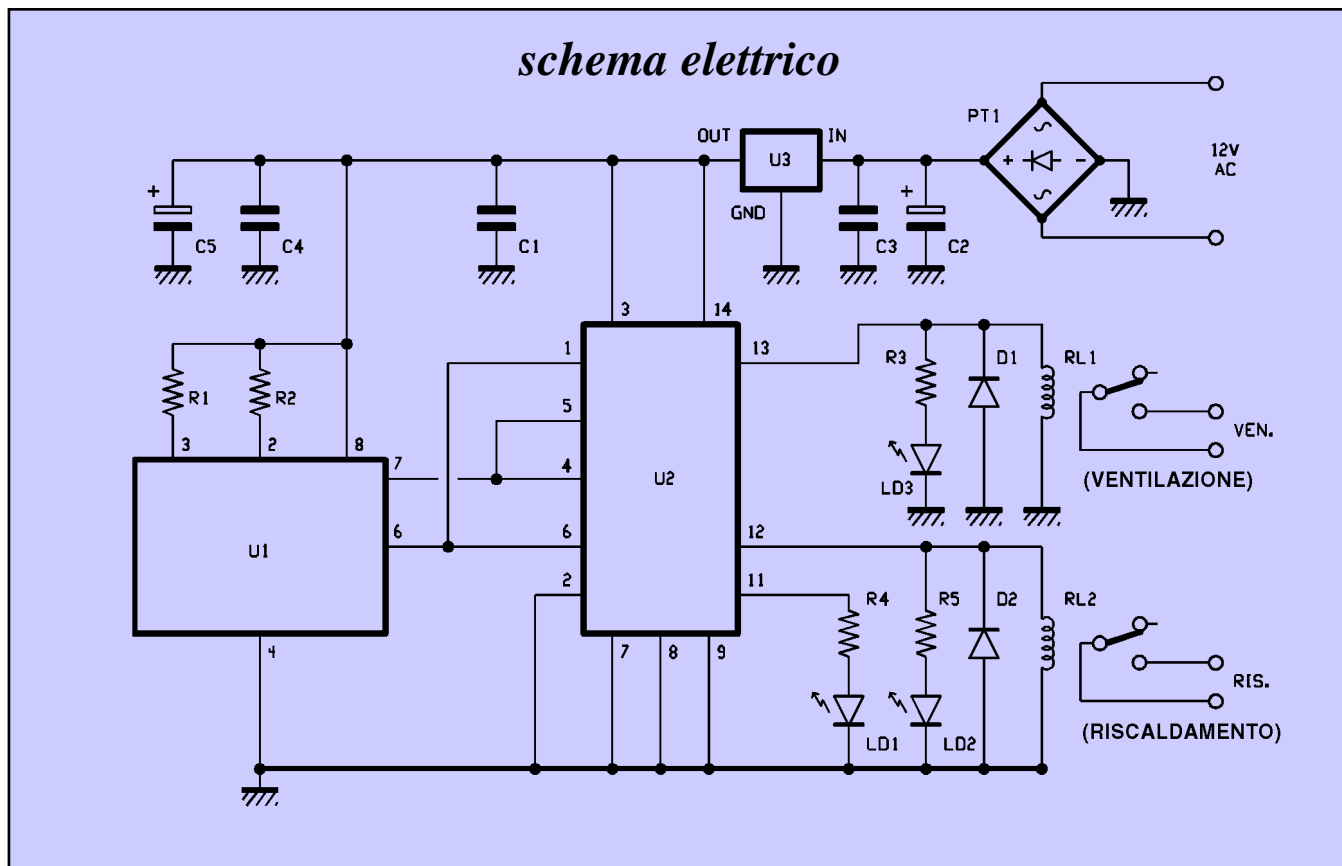 schema elettrico
PT1
OUT
IN
U3
12V
AC
+
+
+
-
GND
C5
C4
C1
C3
C2
3
14
1
13
R3
D1
RL1
R1
R2
5
VEN.
3
2
8
7
4
U2
LD3
(VENTILAZIONE)
6
6
12
U1
2
11
R4
R5
D2
RL2
4
7
8
9
RIS.
LD1
LD2
(RISCALDAMENTO)